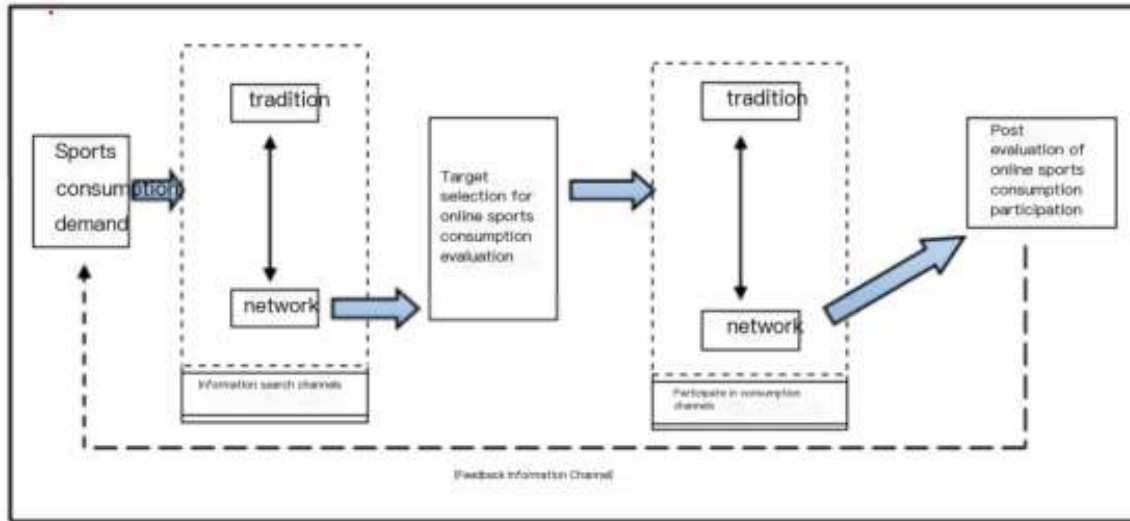 Sports
consumption
demand
tradition
network
Information search channels
Target
selection for
online sports
consumption
evaluation
tradition
network
Participate in consumption
channels
Post
evaluation of
online sports
consumption
participation
(Feedback Information Channel)